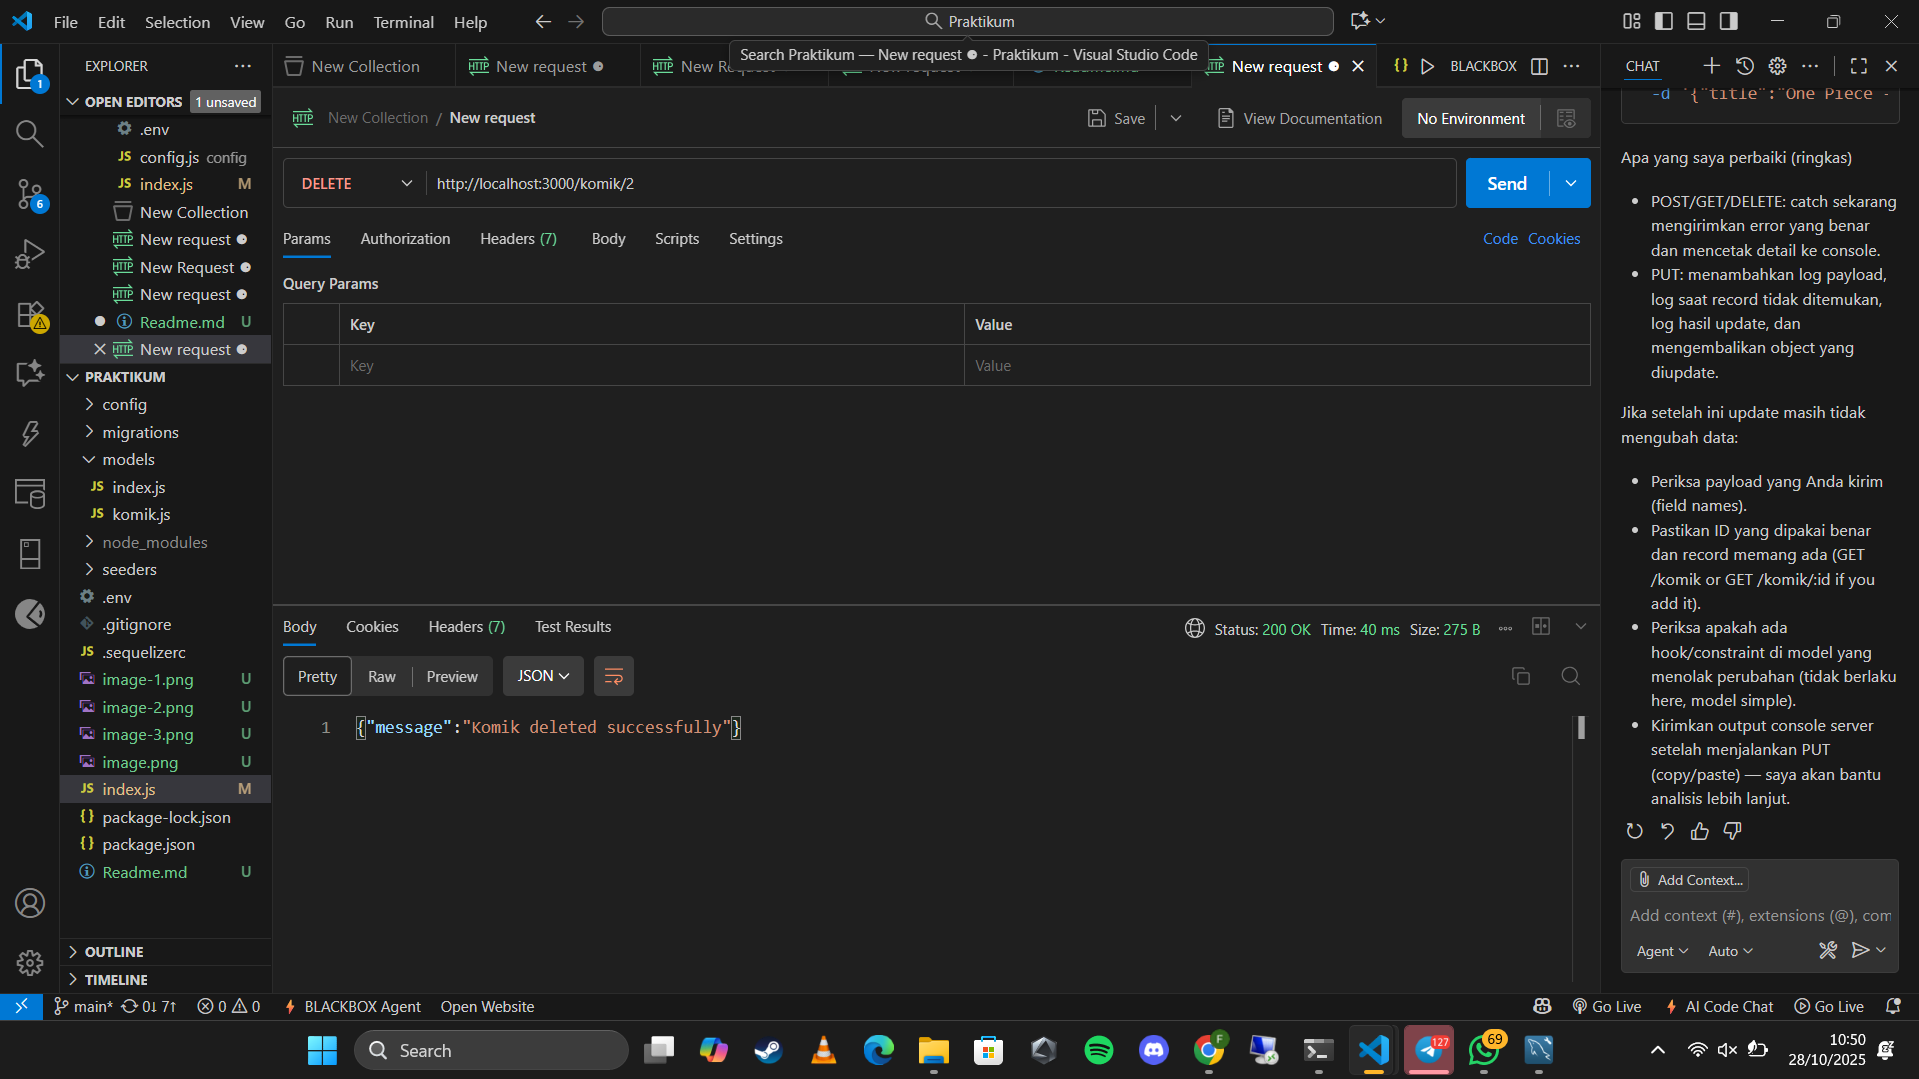 File Edit Selection View Go Run Terminal Help
Praktikum
Search Praktikum — New request ● - Praktikum - Visual Studio Code
EXPLORER
OPEN EDITORS 1 unsaved
.env
config.js config
index.js M
New Collection
New request
New Request
New request
Readme.md U
New request
PRAKTIKUM
config
migrations
models
index.js
komik.js
node_modules
seeders
.env
.gitignore
.sequelizerc
image-1.png U
image-2.png U
image-3.png U
image.png U
index.js M
package-lock.json
package.json
Readme.md U
OUTLINE
TIMELINE
New Collection
New request
New
New request
BLACKBOX
New Collection / New request
Save
View Documentation
No Environment
DELETE
http://localhost:3000/komik/2
Send
Params Authorization Headers (7) Body Scripts Settings
Code Cookies
Query Params
Key Value
Key Value
Body Cookies Headers (7) Test Results
Status: 200 OK Time: 40 ms Size: 275 B
Pretty Raw Preview JSON
1 {"message":"Komik deleted successfully"}
CHAT
-d '{"title":"One Piece -
Apa yang saya perbaiki (ringkas)
• POST/GET/DELETE: catch sekarang
mengirimkan error yang benar
dan mencetak detail ke console.
• PUT: menambahkan log payload,
log saat record tidak ditemukan,
log hasil update, dan
mengembalikan object yang
diupdate.
Jika setelah ini update masih tidak
mengubah data:
• Periksa payload yang Anda kirim
(field names).
• Pastikan ID yang dipakai benar
dan record memang ada (GET
/komik or GET /komik/:id if you
add it).
• Periksa apakah ada
hook/constraint di model yang
menolak perubahan (tidak berlaku
here, model simple).
• Kirimkan output console server
setelah menjalankan PUT
(copy/paste) — saya akan bantu
analisis lebih lanjut.
Add Context...
Add context (#), extensions (@), com
Agent Auto
1
6
main* 0↓ 7↑ 0 0 BLACKBOX Agent Open Website
Go Live AI Code Chat Go Live
Search
F
127
69
10:50
28/10/2025